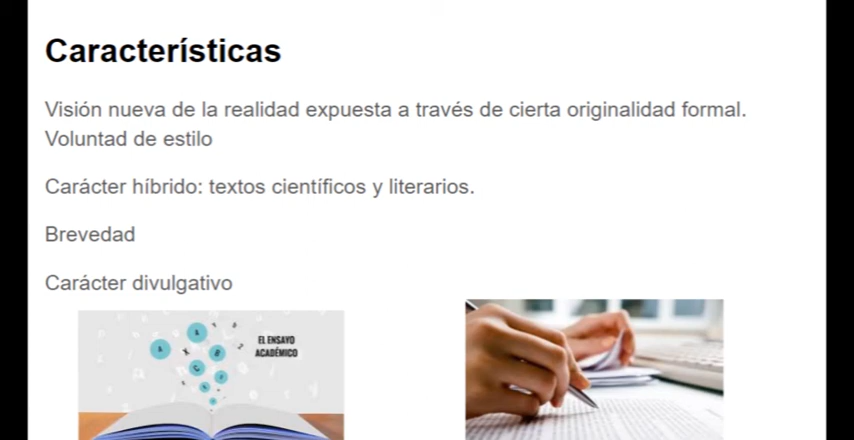 Características
Visión nueva de la realidad expuesta a través de cierta originalidad formal.
Voluntad de estilo
Carácter híbrido: textos científicos y literarios.
Brevedad
Carácter divulgativo
EL ENSAYO
ACADÉMICO